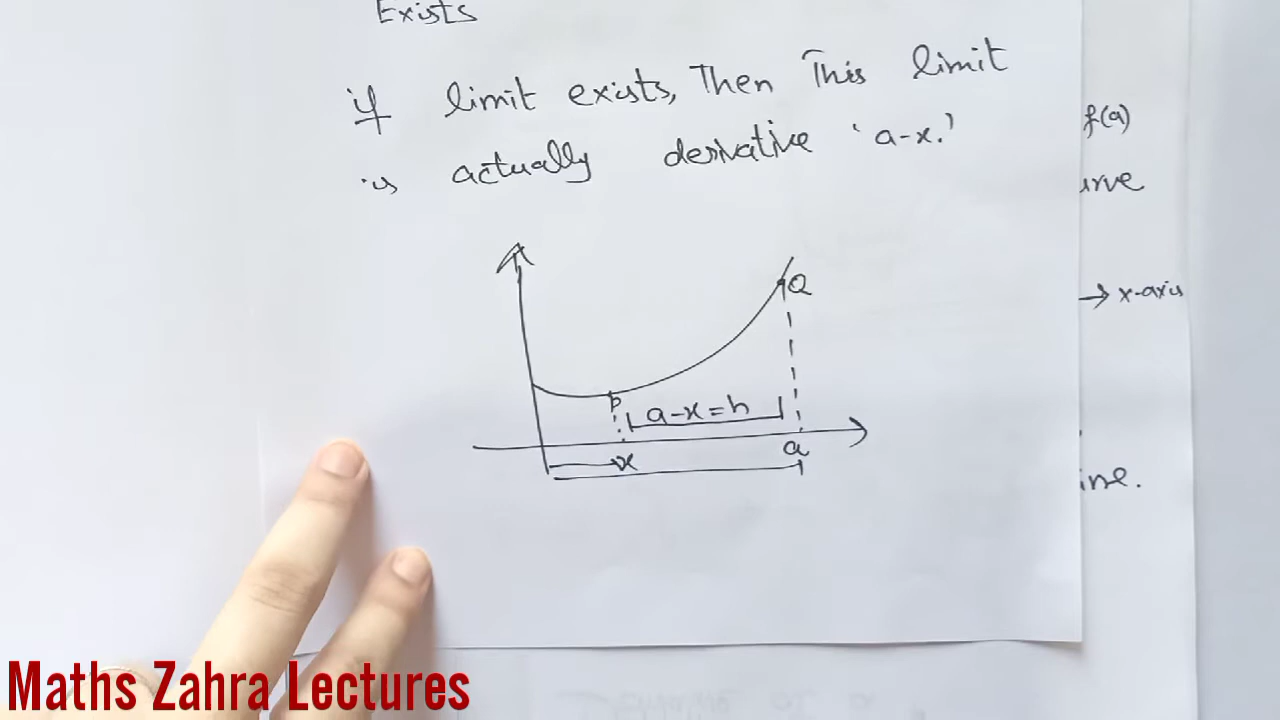 Exists
if limit exists, Then This limit
is actually derivative 'a-x.'
f(a)
urve
x-axis
Q
P
a-x=h
x
a
ine.
Maths Zahra Lectures